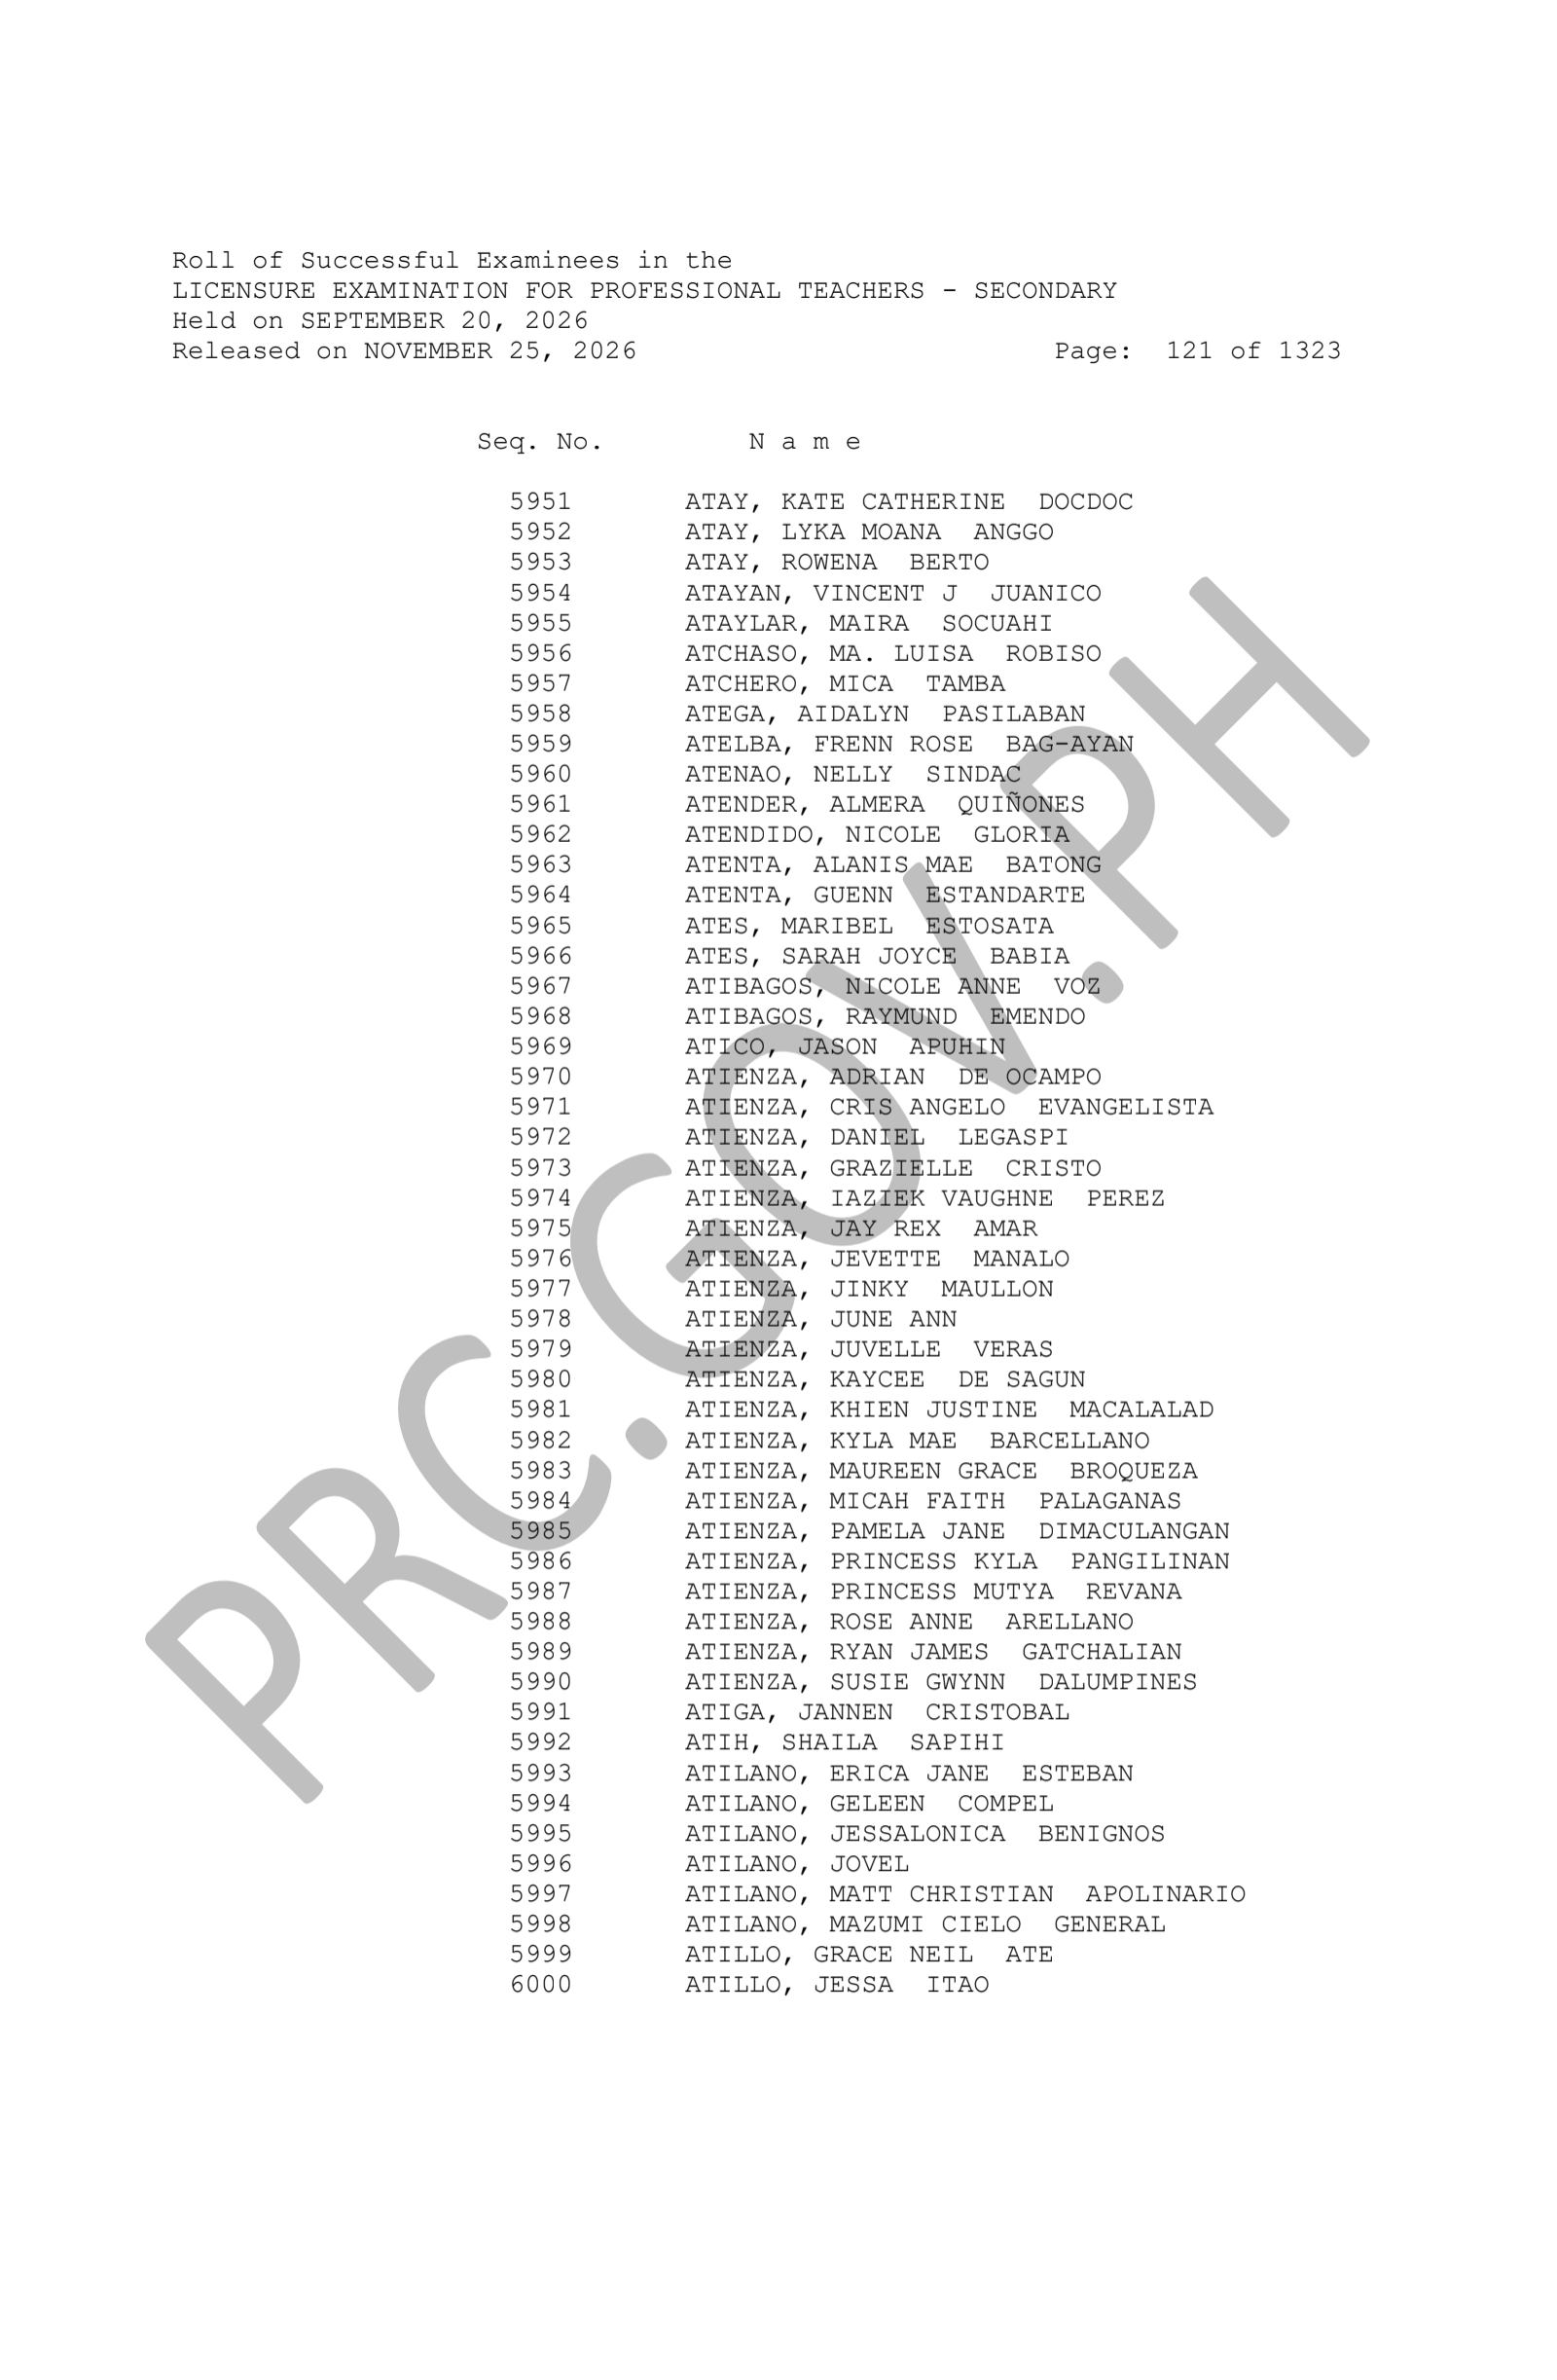 Roll of Successful Examinees in the
LICENSURE EXAMINATION FOR PROFESSIONAL TEACHERS - SECONDARY
Held on SEPTEMBER 20, 2026
Released on NOVEMBER 25, 2026 Page: 121 of 1323
Seq. No. N a m e
5951 ATAY, KATE CATHERINE DOCDOC
5952 ATAY, LYKA MOANA ANGGO
5953 ATAY, ROWENA BERTO
5954 ATAYAN, VINCENT J JUANICO
5955 ATAYLAR, MAIRA SOCUAHI
5956 ATCHASO, MA. LUISA ROBISO
5957 ATCHERO, MICA TAMBA
5958 ATEGA, AIDALYN PASILABAN
5959 ATELBA, FRENN ROSE BAG-AYAN
5960 ATENAO, NELLY SINDAC
5961 ATENDER, ALMERA QUIÑONES
5962 ATENDIDO, NICOLE GLORIA
5963 ATENTA, ALANIS MAE BATONG
5964 ATENTA, GUENN ESTANDARTE
5965 ATES, MARIBEL ESTOSATA
5966 ATES, SARAH JOYCE BABIA
5967 ATIBAGOS, NICOLE ANNE VOZ
5968 ATIBAGOS, RAYMUND EMENDO
5969 ATICO, JASON APUHIN
5970 ATIENZA, ADRIAN DE OCAMPO
5971 ATIENZA, CRIS ANGELO EVANGELISTA
5972 ATIENZA, DANIEL LEGASPI
5973 ATIENZA, GRAZIELLE CRISTO
5974 ATIENZA, IAZIEK VAUGHNE PEREZ
5975 ATIENZA, JAY REX AMAR
5976 ATIENZA, JEVETTE MANALO
5977 ATIENZA, JINKY MAULLON
5978 ATIENZA, JUNE ANN
5979 ATIENZA, JUVELLE VERAS
5980 ATIENZA, KAYCEE DE SAGUN
5981 ATIENZA, KHIEN JUSTINE MACALALAD
5982 ATIENZA, KYLA MAE BARCELLANO
5983 ATIENZA, MAUREEN GRACE BROQUEZA
5984 ATIENZA, MICAH FAITH PALAGANAS
5985 ATIENZA, PAMELA JANE DIMACULANGAN
5986 ATIENZA, PRINCESS KYLA PANGILINAN
5987 ATIENZA, PRINCESS MUTYA REVANA
5988 ATIENZA, ROSE ANNE ARELLANO
5989 ATIENZA, RYAN JAMES GATCHALIAN
5990 ATIENZA, SUSIE GWYNN DALUMPINES
5991 ATIGA, JANNEN CRISTOBAL
5992 ATIH, SHAILA SAPIHI
5993 ATILANO, ERICA JANE ESTEBAN
5994 ATILANO, GELEEN COMPEL
5995 ATILANO, JESSALONICA BENIGNOS
5996 ATILANO, JOVEL
5997 ATILANO, MATT CHRISTIAN APOLINARIO
5998 ATILANO, MAZUMI CIELO GENERAL
5999 ATILLO, GRACE NEIL ATE
6000 ATILLO, JESSA ITAO
PRC.GOV.PH